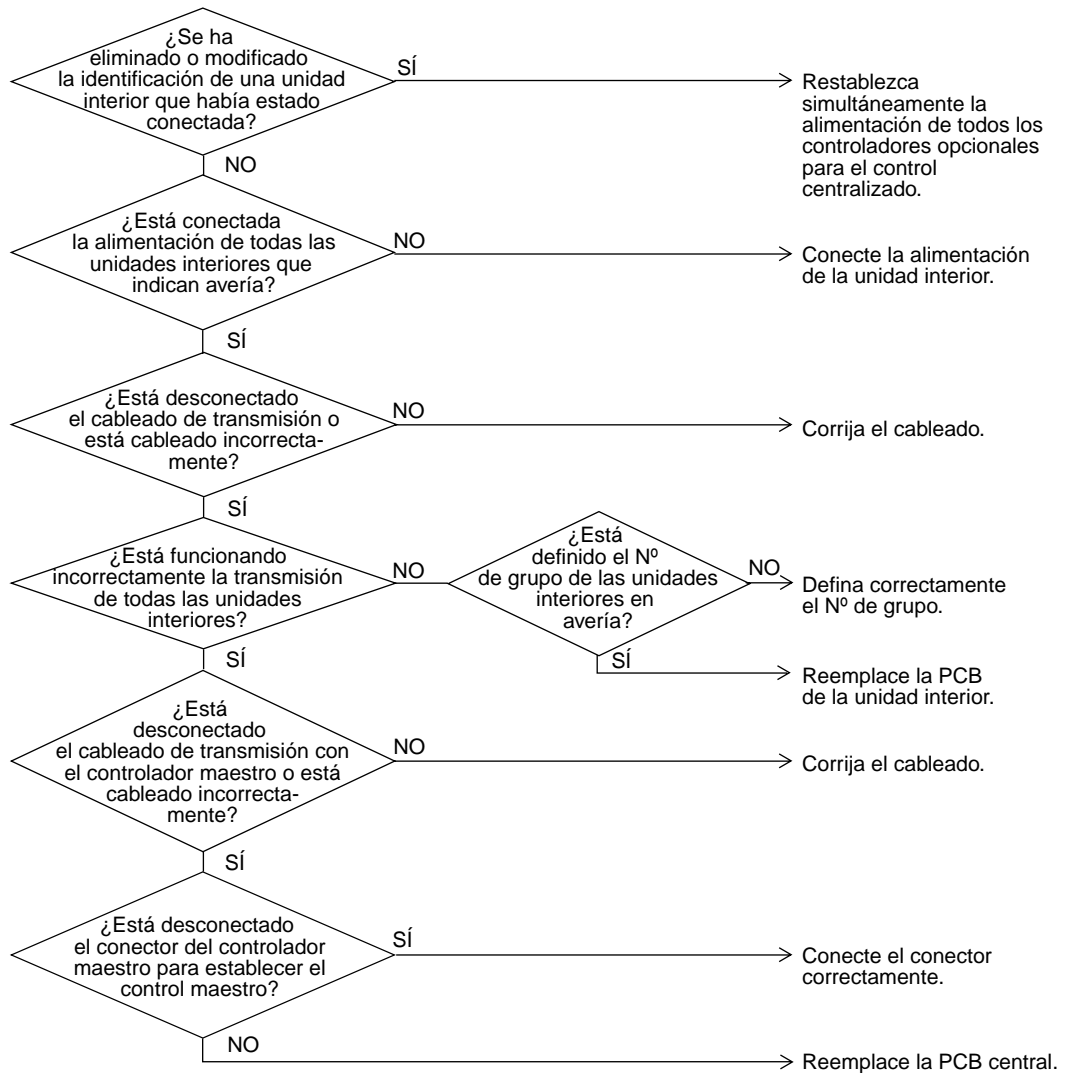 ¿Se ha
eliminado o modificado
la identificación de una unidad
interior que había estado
conectada?
SÍ
Restablezca
simultáneamente la
alimentación de todos los
controladores opcionales
para el control
centralizado.
NO
¿Está conectada
la alimentación de todas las
unidades interiores que
indican avería?
NO
Conecte la alimentación
de la unidad interior.
SÍ
¿Está desconectado
el cableado de transmisión o
está cableado incorrecta-
mente?
NO
Corrija el cableado.
SÍ
¿Está funcionando
incorrectamente la transmisión
de todas las unidades
interiores?
NO
¿Está
definido el Nº
de grupo de las unidades
interiores en
avería?
NO
Defina correctamente
el Nº de grupo.
SÍ
Reemplace la PCB
de la unidad interior.
SÍ
¿Está
desconectado
el cableado de transmisión con
el controlador maestro o está
cableado incorrecta-
mente?
NO
Corrija el cableado.
SÍ
¿Está desconectado
el conector del controlador
maestro para establecer el
control maestro?
SÍ
Conecte el conector
correctamente.
NO
Reemplace la PCB central.